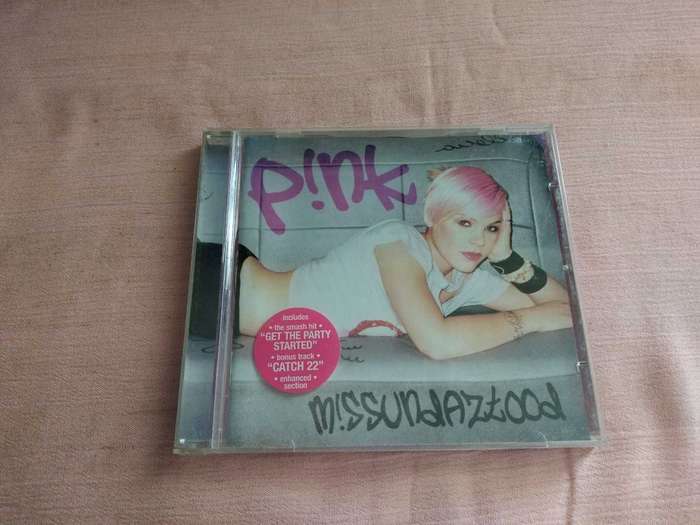 P!nk
includes
• the smash hit •
"GET THE PARTY
STARTED"
• bonus track •
"CATCH 22"
• enhanced •
section
M!SSUNDAZTOOD